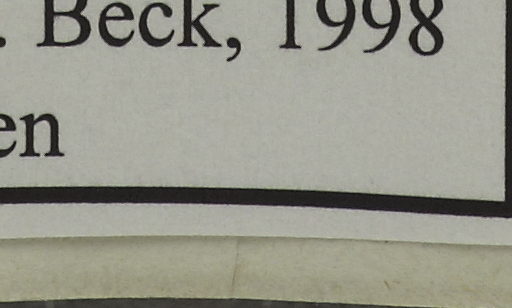 . Beck, 1998
en